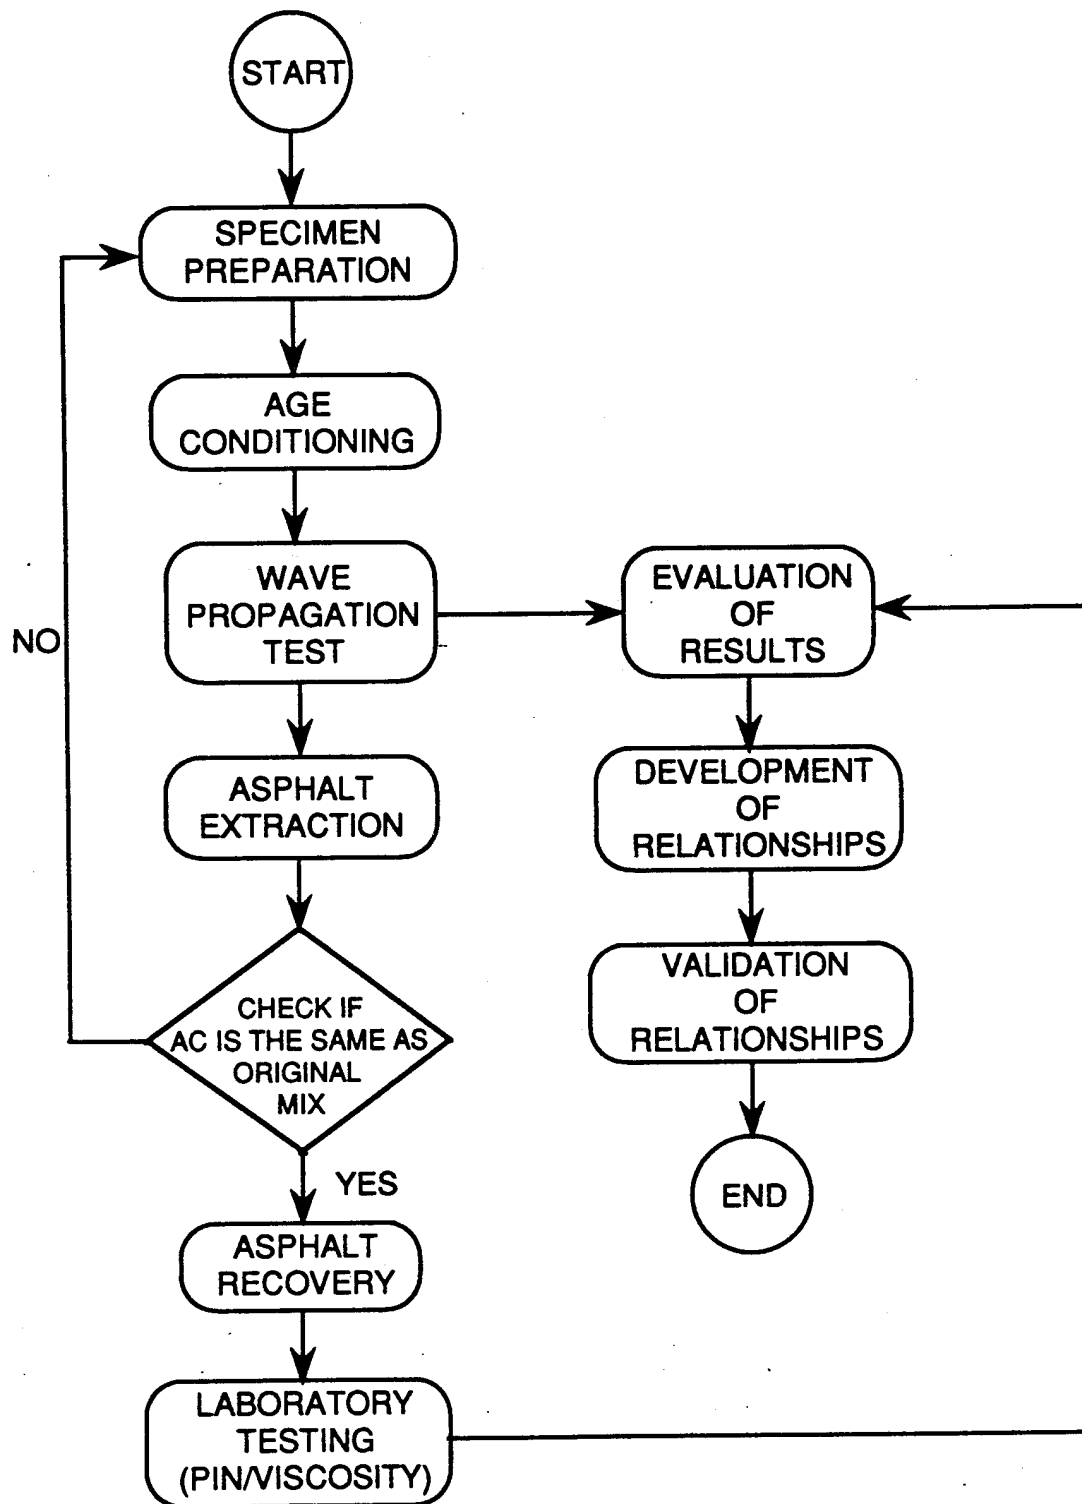 START
SPECIMEN
PREPARATION
AGE
CONDITIONING
WAVE
PROPAGATION
TEST
NO
ASPHALT
EXTRACTION
CHECK IF
AC IS THE SAME AS
ORIGINAL
MIX
YES
ASPHALT
RECOVERY
LABORATORY
TESTING
(PIN/VISCOSITY)
EVALUATION
OF
RESULTS
DEVELOPMENT
OF
RELATIONSHIPS
VALIDATION
OF
RELATIONSHIPS
END